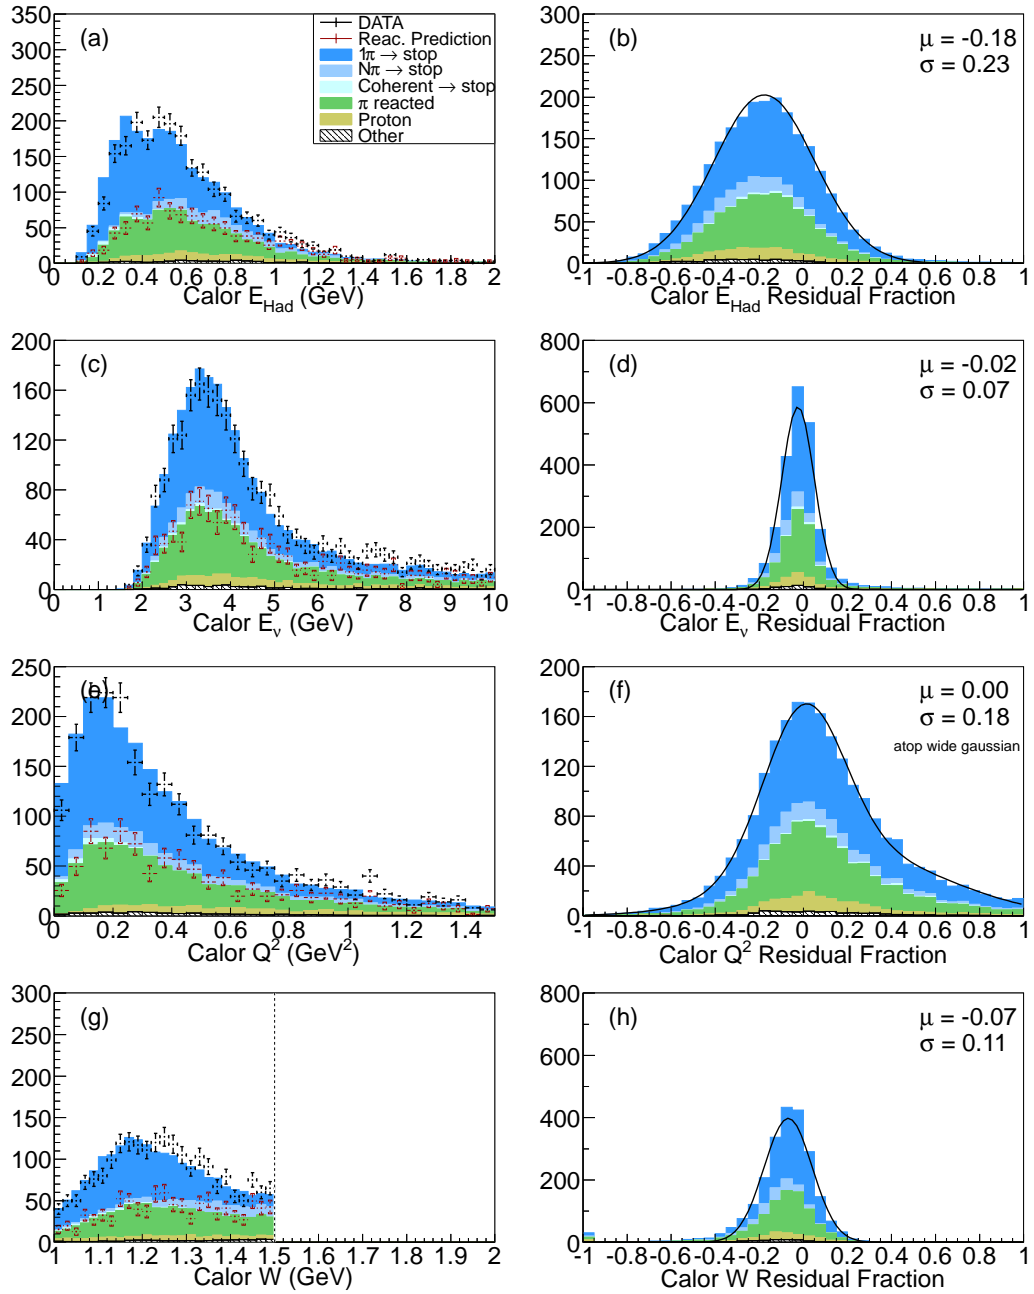 350
300
250
200
150
100
50
0
(a)
DATA
Reac. Prediction
1π → stop
Nπ → stop
Coherent → stop
π reacted
Proton
Other
0 0.2 0.4 0.6 0.8 1 1.2 1.4 1.6 1.8 2
Calor E_Had (GeV)
300
250
200
150
100
50
0
(b)
μ = -0.18
σ = 0.23
-1 -0.8 -0.6 -0.4 -0.2 0 0.2 0.4 0.6 0.8 1
Calor E_Had Residual Fraction
200
160
120
80
40
0
(c)
0 1 2 3 4 5 6 7 8 9 10
Calor E_ν (GeV)
800
600
400
200
0
(d)
μ = -0.02
σ = 0.07
-1 -0.8 -0.6 -0.4 -0.2 0 0.2 0.4 0.6 0.8 1
Calor E_ν Residual Fraction
250
200
150
100
50
0
(e)
0 0.2 0.4 0.6 0.8 1 1.2 1.4
Calor Q² (GeV²)
200
160
120
80
40
0
(f)
μ = 0.00
σ = 0.18
atop wide gaussian
-1 -0.8 -0.6 -0.4 -0.2 0 0.2 0.4 0.6 0.8 1
Calor Q² Residual Fraction
300
250
200
150
100
50
0
(g)
1 1.1 1.2 1.3 1.4 1.5 1.6 1.7 1.8 1.9 2
Calor W (GeV)
800
600
400
200
0
(h)
μ = -0.07
σ = 0.11
-1 -0.8 -0.6 -0.4 -0.2 0 0.2 0.4 0.6 0.8 1
Calor W Residual Fraction